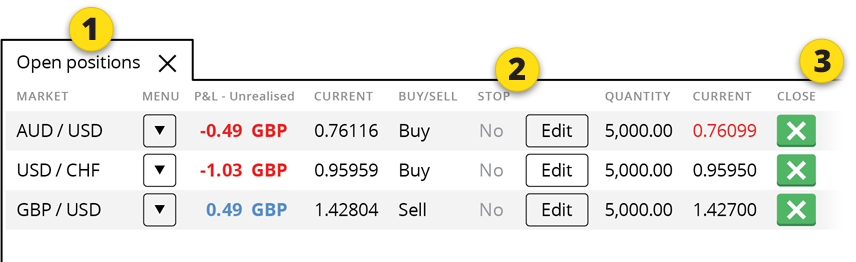 1
Open positions
2
3
MARKET MENU P&L - Unrealised CURRENT BUY/SELL STOP QUANTITY CURRENT CLOSE
AUD / USD -0.49 GBP 0.76116 Buy No Edit 5,000.00 0.76099
USD / CHF -1.03 GBP 0.95959 Buy No Edit 5,000.00 0.95950
GBP / USD 0.49 GBP 1.42804 Sell No Edit 5,000.00 1.42700